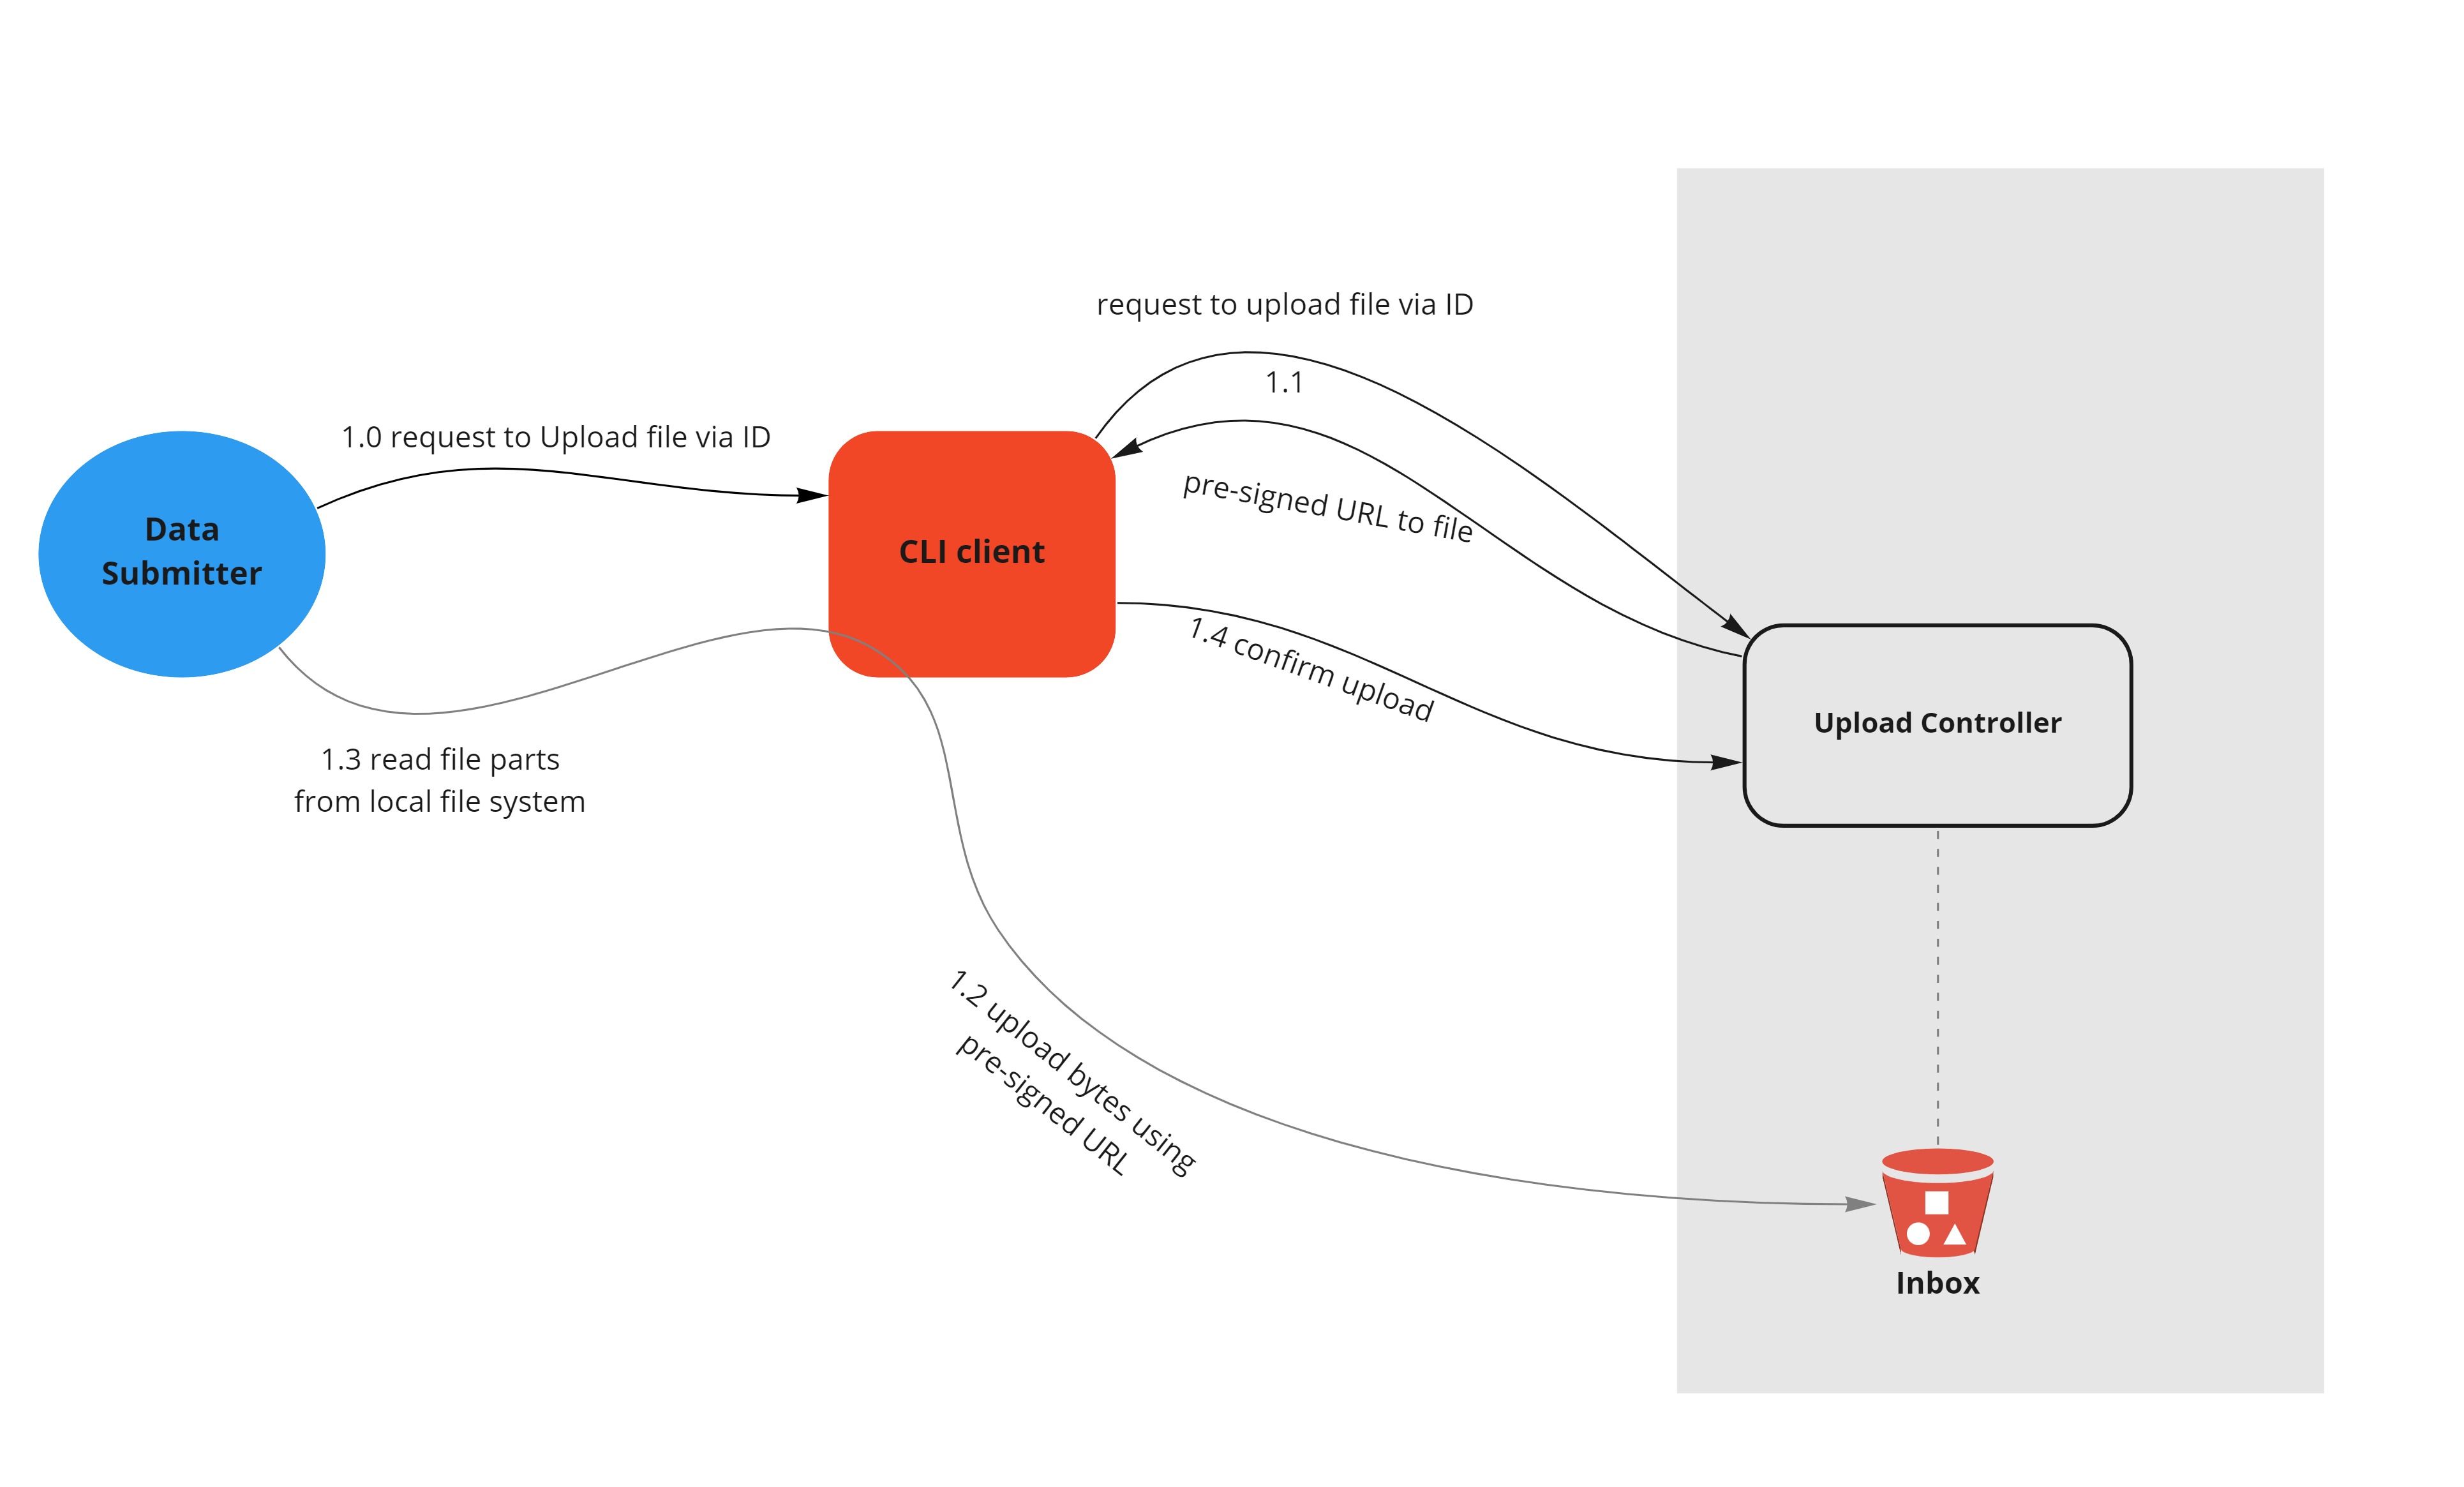 request to upload file via ID
1.1
1.0 request to Upload file via ID
pre-signed URL to file
Data
Submitter
CLI client
1.4 confirm upload
Upload Controller
1.3 read file parts
from local file system
1.2 upload bytes using
pre-signed URL
Inbox